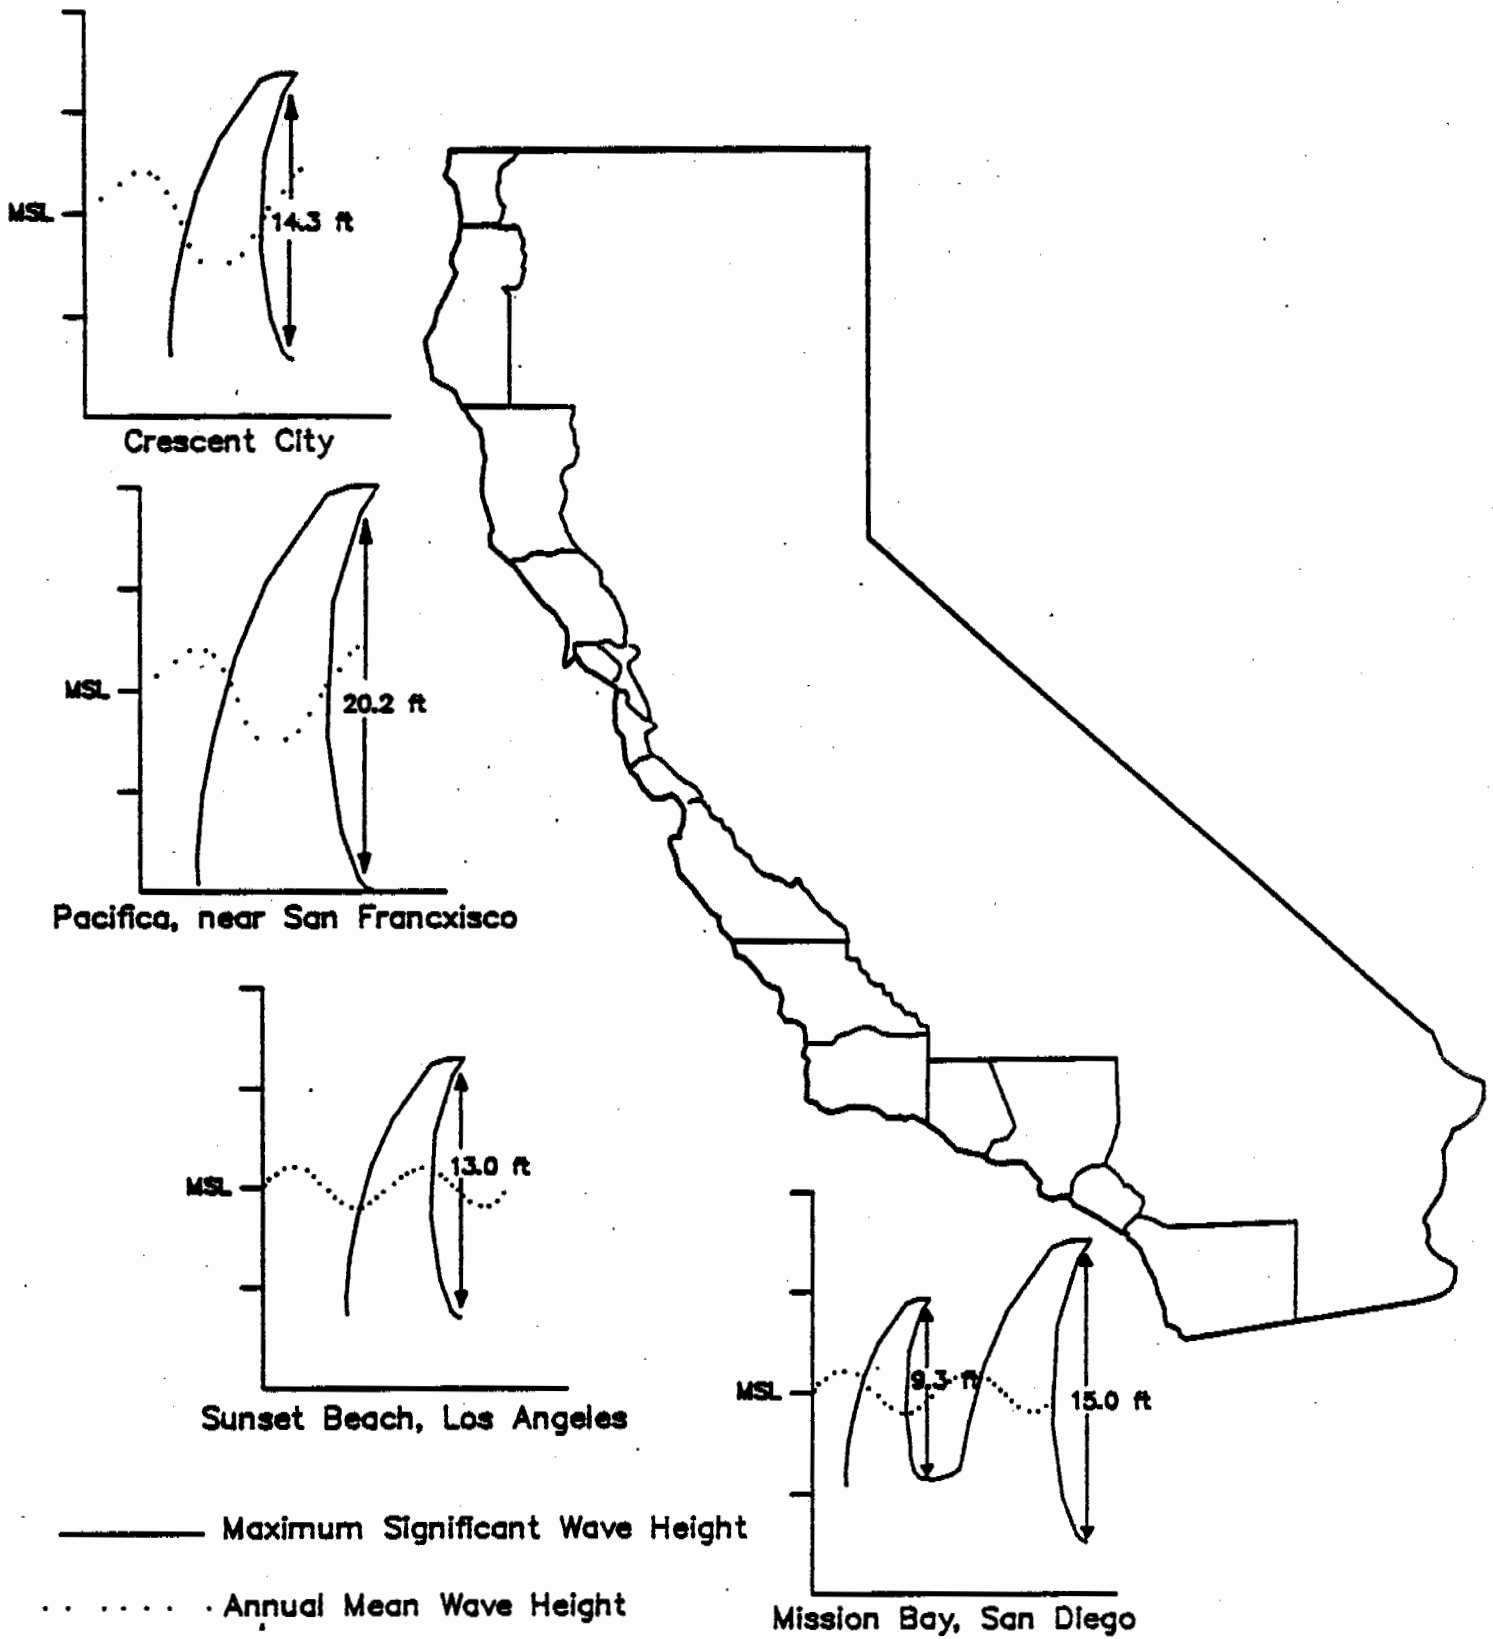 MSL
14.3 ft
Crescent City
MSL
20.2 ft
Pacifica, near San Francxisco
MSL
13.0 ft
Sunset Beach, Los Angeles
MSL
9.3 ft
15.0 ft
Mission Bay, San Diego
Maximum Significant Wave Height
Annual Mean Wave Height